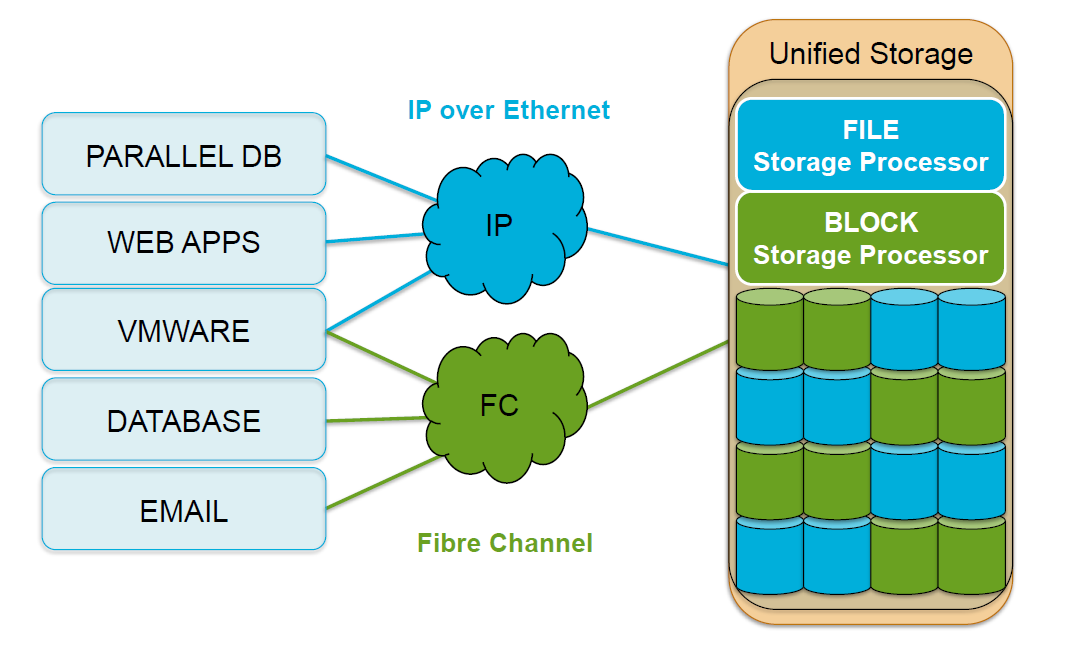 Unified Storage
IP over Ethernet
FILE
Storage Processor
PARALLEL DB
WEB APPS
IP
BLOCK
Storage Processor
VMWARE
DATABASE
FC
EMAIL
Fibre Channel